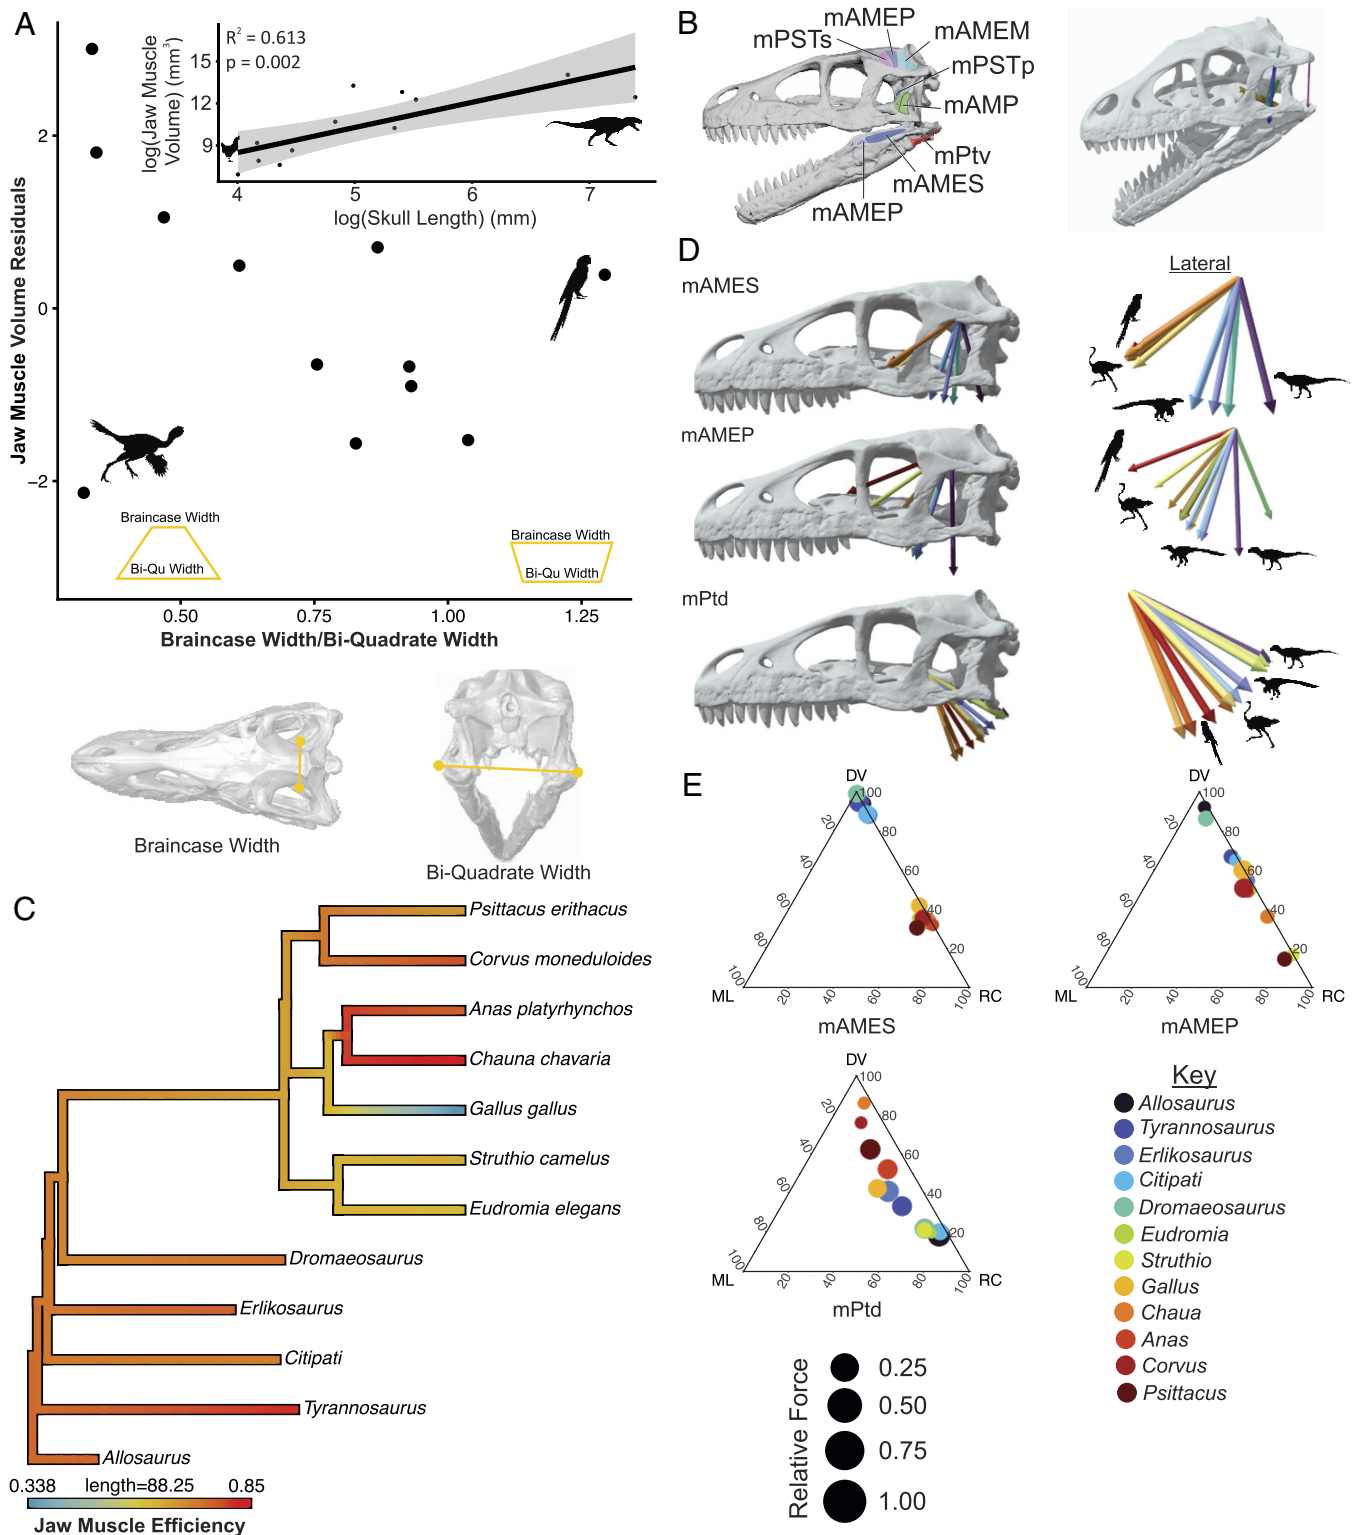 A
R² = 0.613
p = 0.002
log(Jaw Muscle
Volume) (mm³)
15
12
9
4
5
6
7
log(Skull Length) (mm)
Jaw Muscle Volume Residuals
2
0
−2
Braincase Width
Bi-Qu Width
Braincase Width
Bi-Qu Width
0.50
0.75
1.00
1.25
Braincase Width/Bi-Quadrate Width
Braincase Width
Bi-Quadrate Width
B
mAMEP
mPSTs
mAMEM
mPSTp
mAMP
mPtv
mAMES
mAMEP
C
Psittacus erithacus
Corvus moneduloides
Anas platyrhynchos
Chauna chavaria
Gallus gallus
Struthio camelus
Eudromia elegans
Dromaeosaurus
Erlikosaurus
Citipati
Tyrannosaurus
Allosaurus
0.338
length=88.25
0.85
Jaw Muscle Efficiency
D
mAMES
Lateral
mAMEP
mPtd
E
DV
100
80
40
20
20
40
60
80
100
ML
20
40
60
80
100
RC
mAMES
DV
100
80
60
40
20
20
40
60
80
100
ML
20
40
60
80
100
RC
mAMEP
DV
100
80
60
40
20
20
40
60
80
100
ML
20
40
60
80
100
RC
mPtd
Key
Allosaurus
Tyrannosaurus
Erlikosaurus
Citipati
Dromaeosaurus
Eudromia
Struthio
Gallus
Chaua
Anas
Corvus
Psittacus
Relative Force
0.25
0.50
0.75
1.00